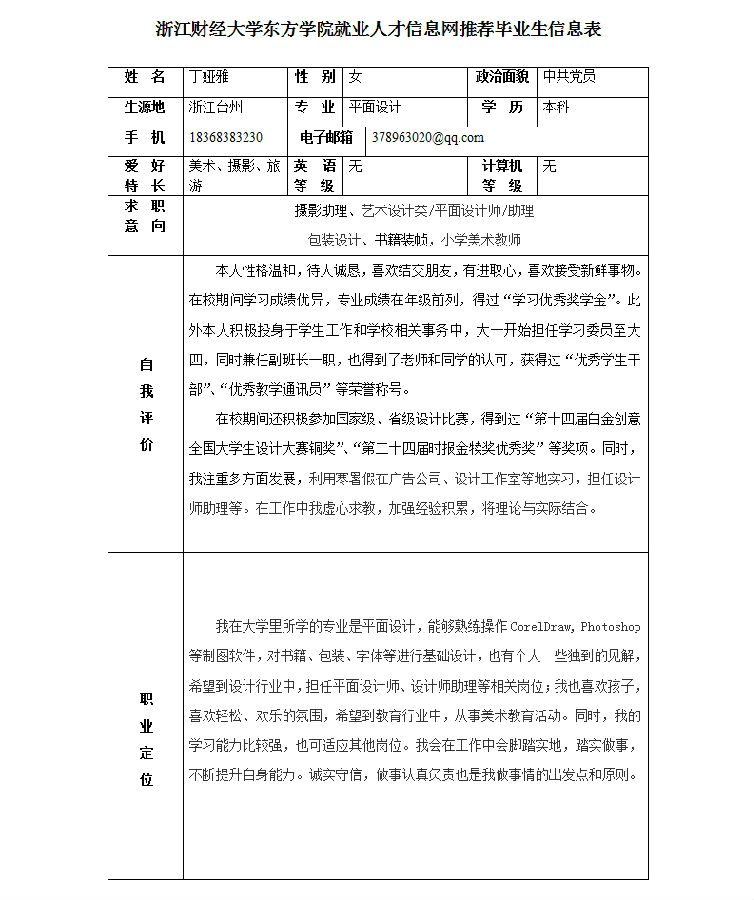 浙江财经大学东方学院就业人才信息网推荐毕业生信息表
姓 名 丁娅雅 性 别 女 政治面貌 中共党员
生源地 浙江台州 专 业 平面设计 学 历 本科
手 机 18368383230 电子邮箱 378963020@qq.com
爱 好 美术、摄影、旅 英 语 无 计算机 无
特 长 游 等 级 等 级
求 职 摄影助理、艺术设计类/平面设计师/助理
意 向 包装设计、书籍装帧，小学美术教师
本人性格温和，待人诚恳，喜欢结交朋友，有进取心，喜欢接受新鲜事物。
在校期间学习成绩优异，专业成绩在年级前列，得过“学习优秀奖学金”。此
外本人积极投身于学生工作和学校相关事务中，大一开始担任学习委员至大
四，同时兼任副班长一职，也得到了老师和同学的认可，获得过“优秀学生干
部”、“优秀教学通讯员”等荣誉称号。
在校期间还积极参加国家级、省级设计比赛，得到过“第十四届白金创意
全国大学生设计大赛铜奖”、“第二十四届时报金犊奖优秀奖”等奖项。同时，
我注重多方面发展，利用寒暑假在广告公司、设计工作室等地实习，担任设计
师助理等。在工作中我虚心求教，加强经验积累，将理论与实际结合。
自
我
评
价
我在大学里所学的专业是平面设计，能够熟练操作 CorelDraw, Photoshop
等制图软件，对书籍、包装、字体等进行基础设计，也有个人 些独到的见解，
希望到设计行业中，担任平面设计师、设计师助理等相关岗位；我也喜欢孩子，
喜欢轻松、欢乐的氛围，希望到教育行业中，从事美术教育活动。同时，我的
学习能力比较强，也可适应其他岗位。我会在工作中会脚踏实地，踏实做事，
不断提升自身能力。诚实守信，做事认真负责也是我做事情的出发点和原则。
职
业
定
位